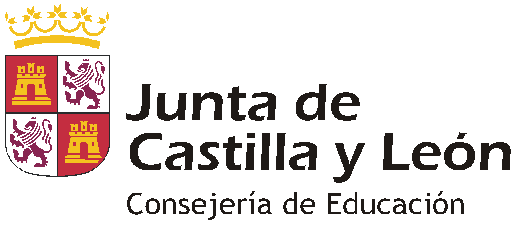 Junta de
Castilla y León
Consejería de Educación